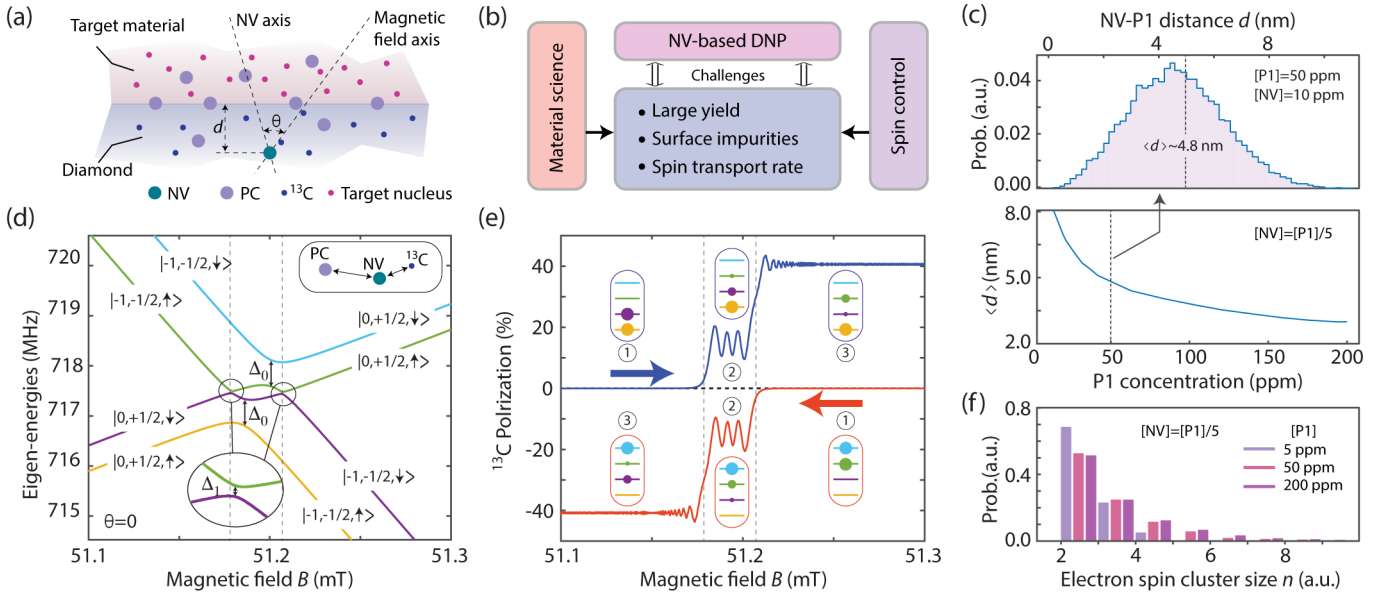 (a)
NV axis
Magnetic
field axis
Target material
θ
d
Diamond
NV
PC
¹³C
Target nucleus
(b)
Material science
NV-based DNP
Challenges
• Large yield
• Surface impurities
• Spin transport rate
Spin control
(c)
NV-P1 distance d (nm)
0 4 8
Prob. (a.u.)
0.04
0.02
0.00
[P1]=50 ppm
[NV]=10 ppm
⟨d⟩~4.8 nm
⟨d⟩(nm)
8.0
5.0
2.0
[NV]=[P1]/5
0 50 100 150 200
P1 concentration (ppm)
(d)
Eigen-energies (MHz)
720
719
718
717
716
715
|-1,-1/2,↓>
|-1,-1/2,↑>
PC
NV
¹³C
|0,+1/2,↓>
|0,+1/2,↑>
Δ₀
Δ₀
|0,+1/2,↓>
|0,+1/2,↑>
Δ₁
|-1,-1/2,↓>
|-1,-1/2,↑>
θ=0
51.1 51.2 51.3
Magnetic field B (mT)
(e)
¹³C Polrization (%)
40
20
0
-20
-40
1
2
3
3
2
1
51.1 51.2 51.3
Magnetic field B (mT)
(f)
Prob.(a.u.)
0.8
0.4
0.0
[NV]=[P1]/5
[P1]
5 ppm
50 ppm
200 ppm
2 4 6 8
Electron spin cluster size n (a.u.)